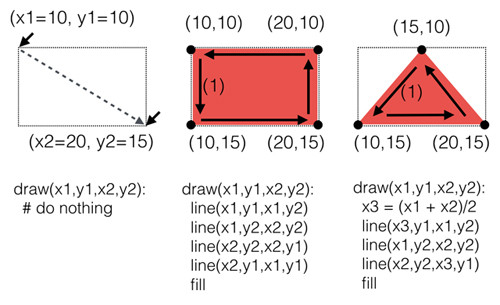 (x1=10, y1=10)
(x2=20, y2=15)
draw(x1,y1,x2,y2):
# do nothing
(10,10) (20,10)
(1)
(10,15) (20,15)
draw(x1,y1,x2,y2):
line(x1,y1,x1,y2)
line(x1,y2,x2,y2)
line(x2,y2,x2,y1)
line(x2,y1,x1,y1)
fill
(15,10)
(1)
(10,15) (20,15)
draw(x1,y1,x2,y2):
x3 = (x1 + x2)/2
line(x3,y1,x1,y2)
line(x1,y2,x2,y2)
line(x2,y2,x3,y1)
fill